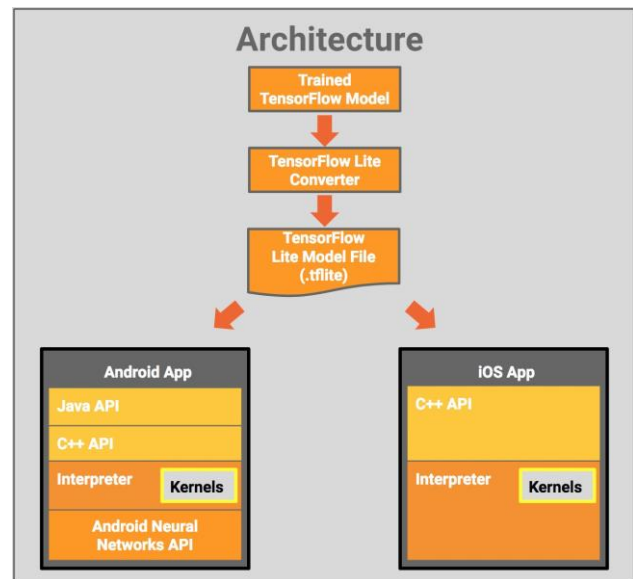 Architecture
Trained
TensorFlow Model
TensorFlow Lite
Converter
TensorFlow
Lite Model File
(.tflite)
Android App
Java API
C++ API
Interpreter
Kernels
Android Neural
Networks API
iOS App
C++ API
Interpreter
Kernels